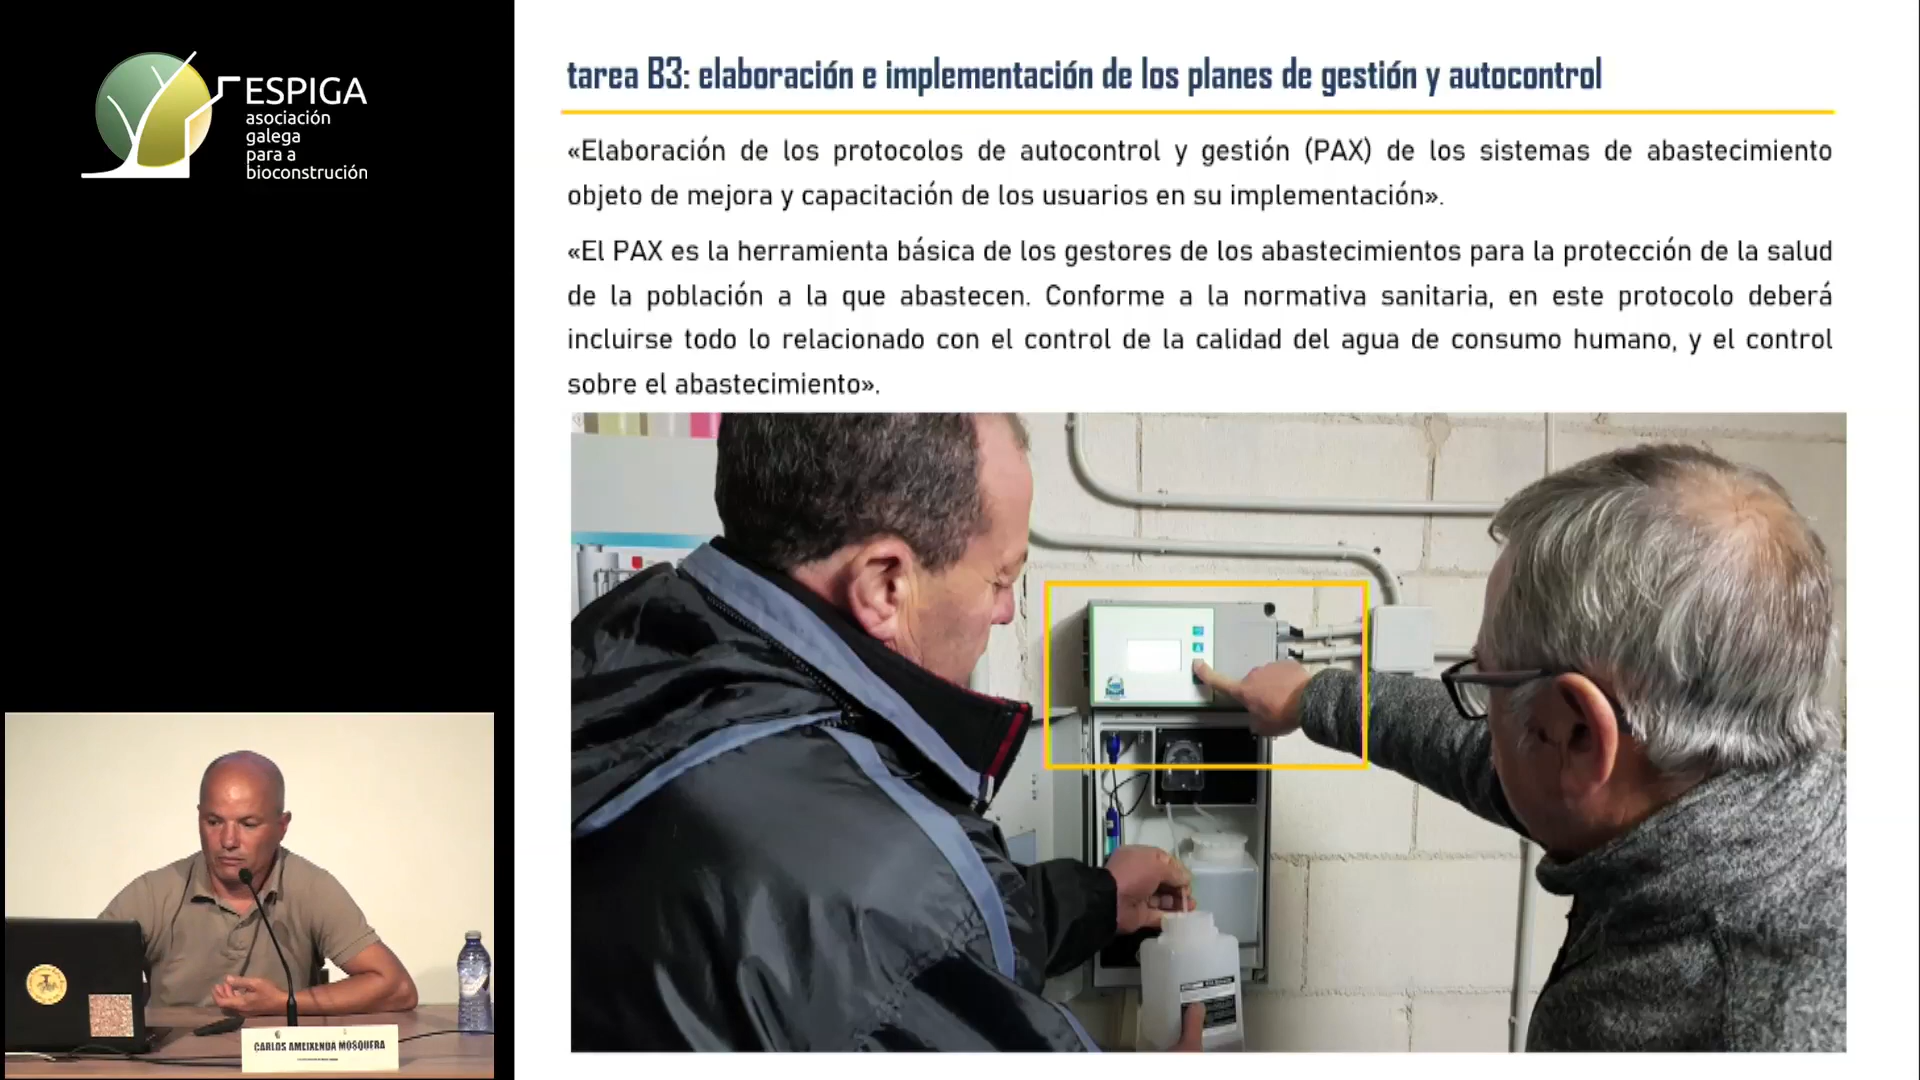 ESPIGA
asociación
galega
para a
bioconstrución
tarea B3: elaboración e implementación de los planes de gestión y autocontrol
«Elaboración de los protocolos de autocontrol y gestión (PAX) de los sistemas de abastecimiento
objeto de mejora y capacitación de los usuarios en su implementación».
«El PAX es la herramienta básica de los gestores de los abastecimientos para la protección de la salud
de la población a la que abastecen. Conforme a la normativa sanitaria, en este protocolo deberá
incluirse todo lo relacionado con el control de la calidad del agua de consumo humano, y el control
sobre el abastecimiento».
CARLOS AMEIXENDA MOSQUERA